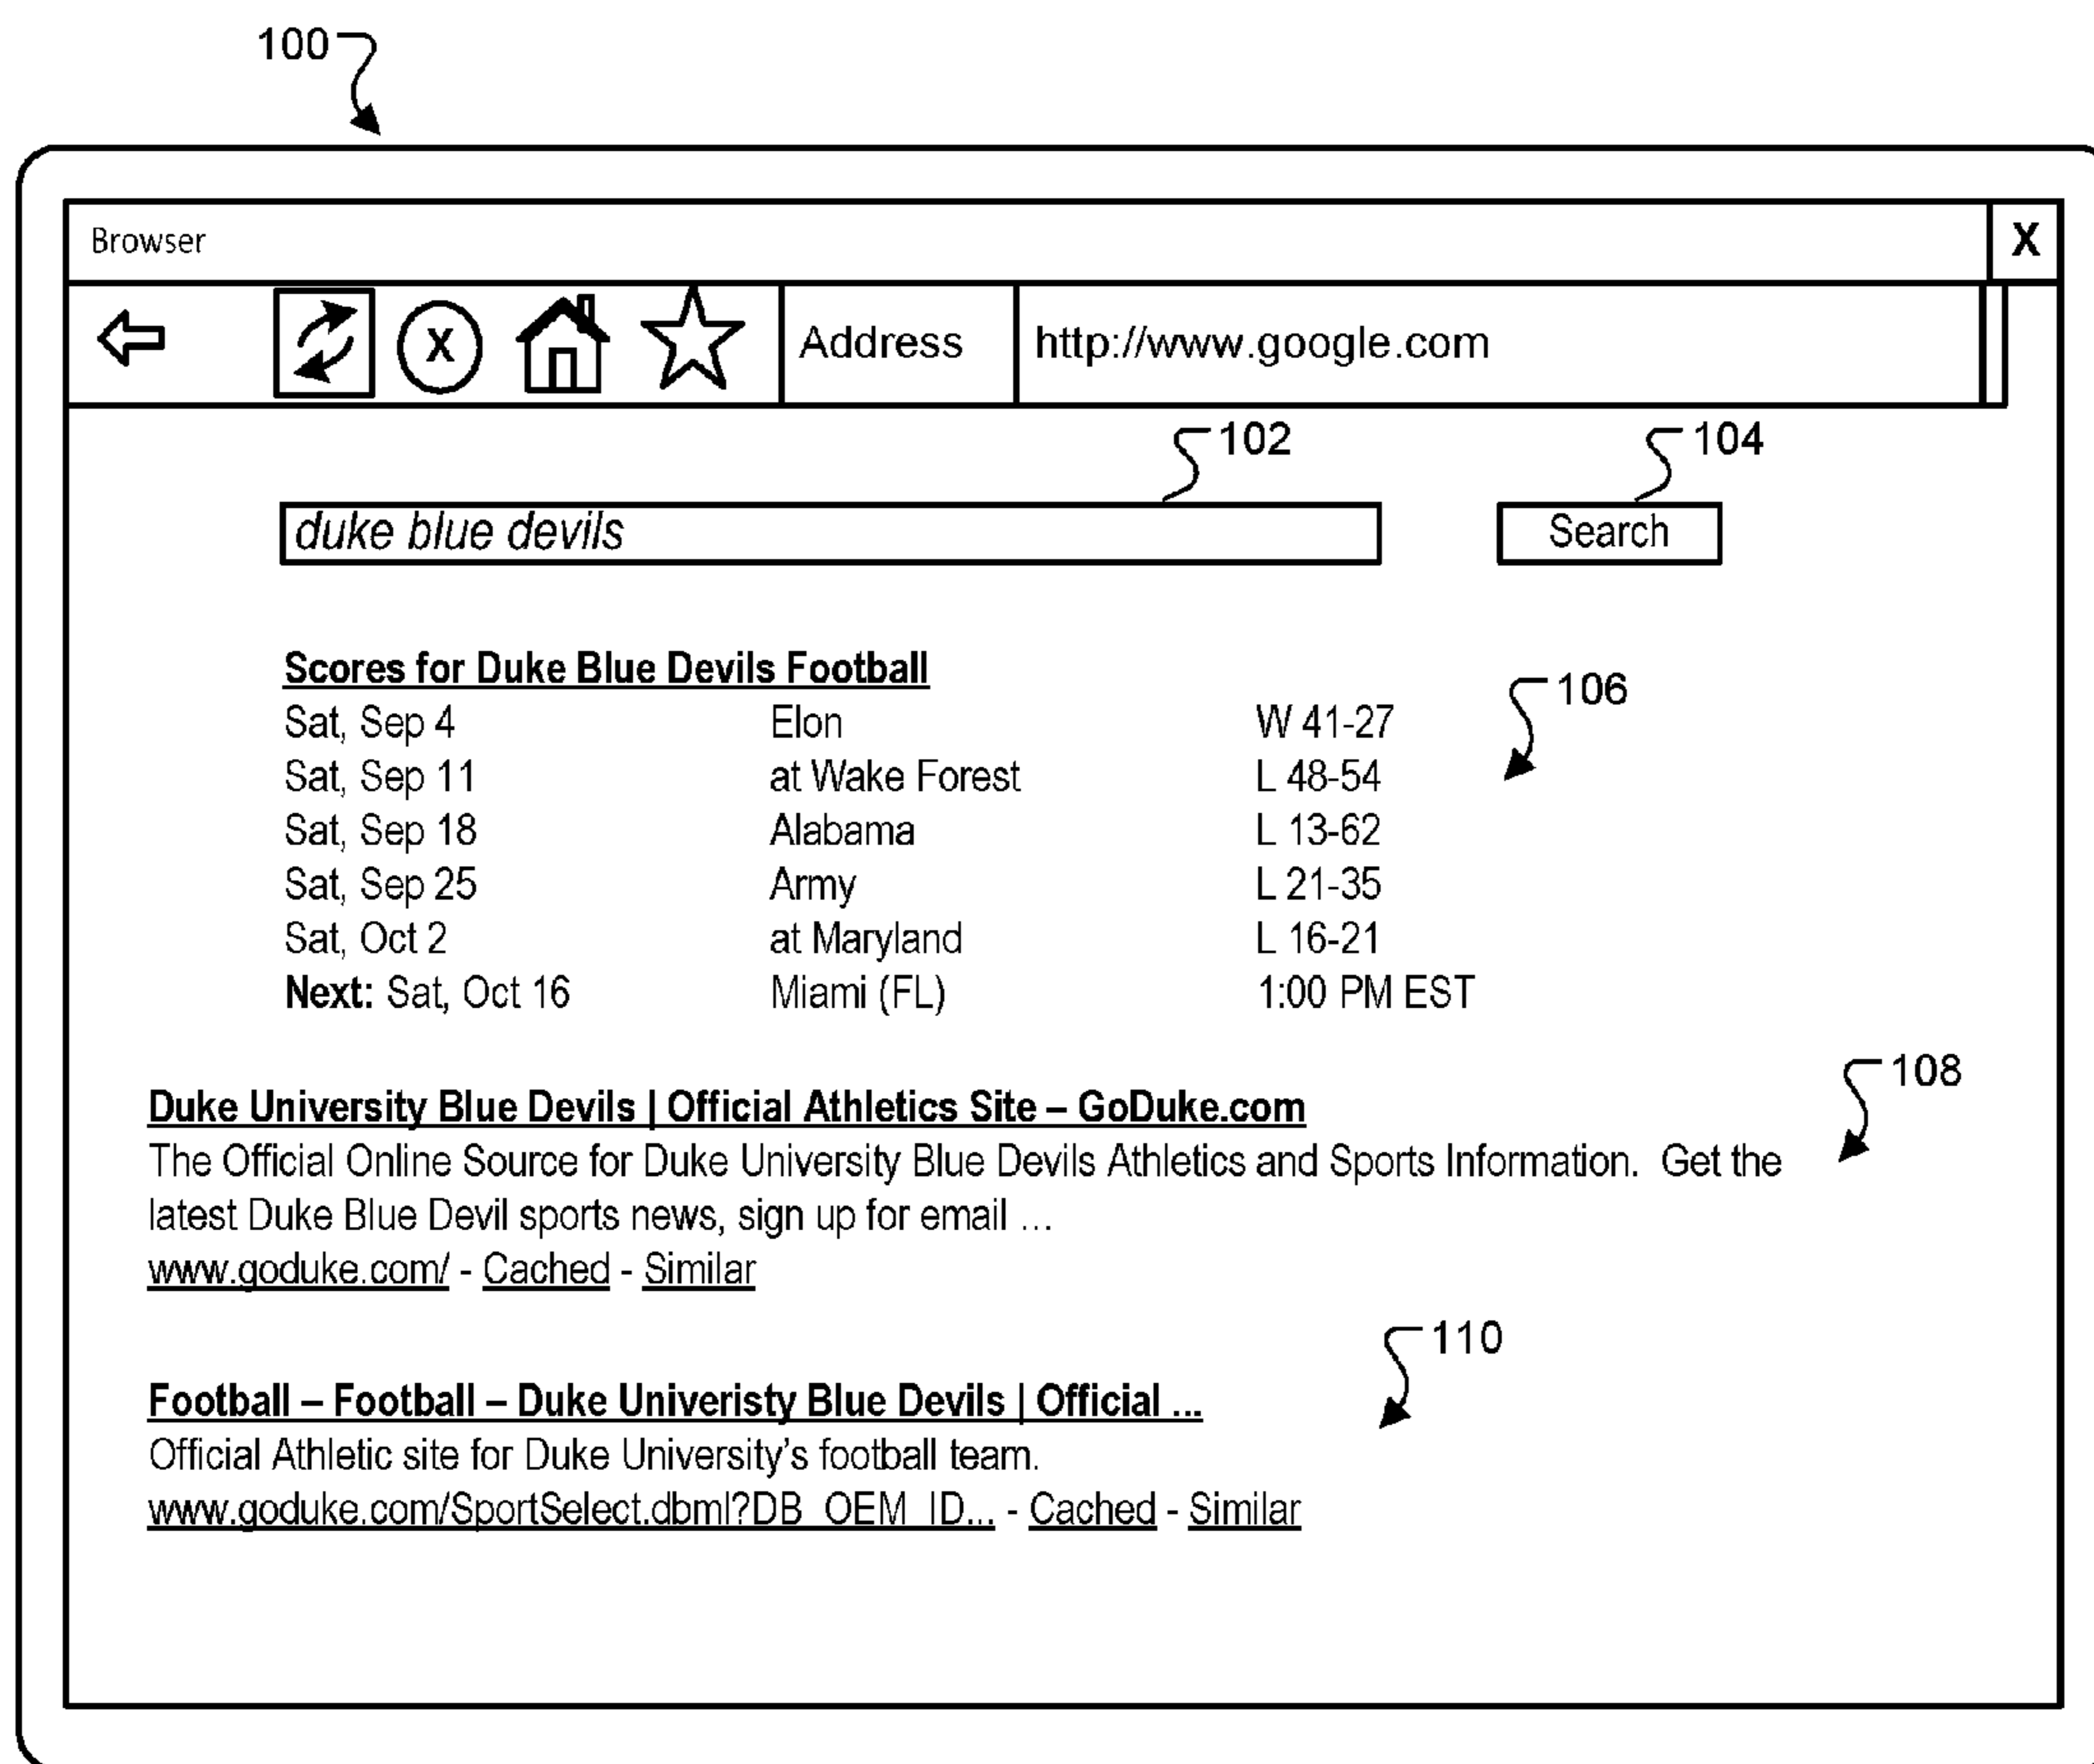 100
Browser X
X Address http://www.google.com
102 104
duke blue devils Search
Scores for Duke Blue Devils Football
106
Sat, Sep 4 Elon W 41-27
Sat, Sep 11 at Wake Forest L 48-54
Sat, Sep 18 Alabama L 13-62
Sat, Sep 25 Army L 21-35
Sat, Oct 2 at Maryland L 16-21
Next: Sat, Oct 16 Miami (FL) 1:00 PM EST
108
Duke University Blue Devils | Official Athletics Site – GoDuke.com
The Official Online Source for Duke University Blue Devils Athletics and Sports Information. Get the
latest Duke Blue Devil sports news, sign up for email ...
www.goduke.com/ - Cached - Similar
110
Football – Football – Duke Univeristy Blue Devils | Official ...
Official Athletic site for Duke University's football team.
www.goduke.com/SportSelect.dbml?DB_OEM_ID... - Cached - Similar